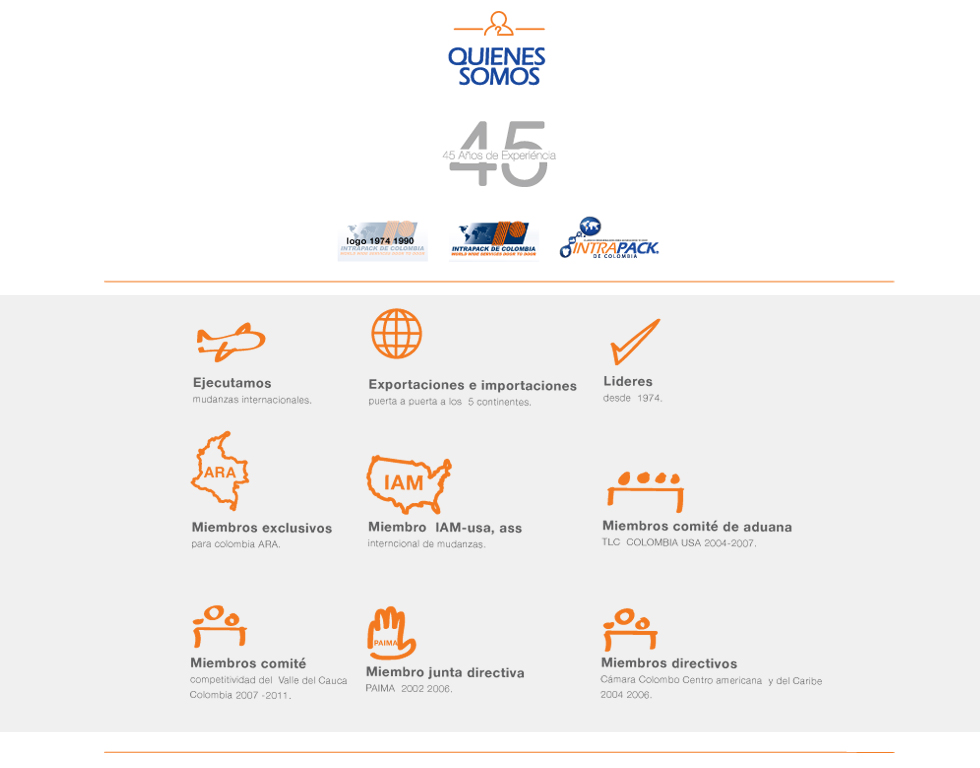 QUIENES
SOMOS
45
45 Años de Experiéncia
logo 1974 1990
INTRAPACK DE COLOMBIA
WORLD WIDE SERVICES DOOR TO DOOR
INTRAPACK DE COLOMBIA
WORLD WIDE SERVICES DOOR TO DOOR
INTRAPACK.
DE COLOMBIA
Ejecutamos
mudanzas internacionales.
Exportaciones e importaciones
puerta a puerta a los 5 continentes.
Lideres
desde 1974.
ARA
Miembros exclusivos
para colombia ARA.
IAM
Miembro IAM-usa, ass
interncional de mudanzas.
Miembros comité de aduana
TLC COLOMBIA USA 2004-2007.
Miembros comité
competitividad del Valle del Cauca
Colombia 2007 -2011.
PAIMA
Miembro junta directiva
PAIMA 2002 2006.
Miembros directivos
Cámara Colombo Centro americana y del Caribe
2004 2006.